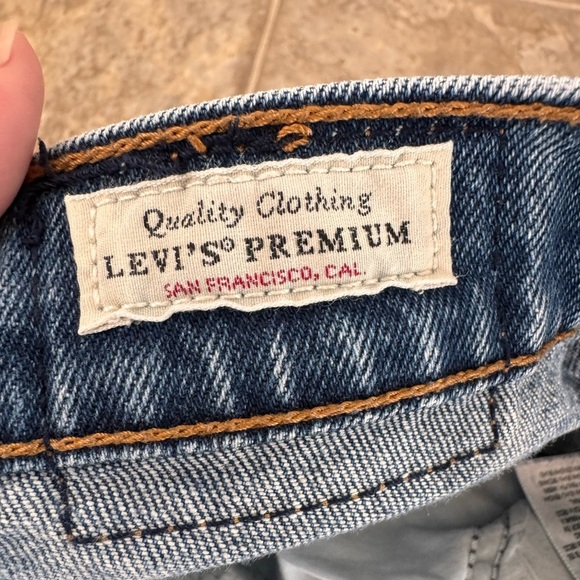 Quality Clothing
LEVI'S® PREMIUM
SAN FRANCISCO, CAL.